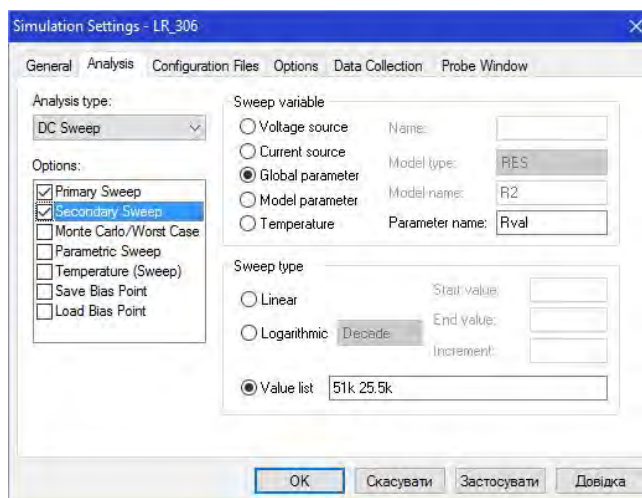 Simulation Settings - LR_306
General Analysis Configuration Files Options Data Collection Probe Window
Analysis type:
DC Sweep
Options:
Primary Sweep
Secondary Sweep
Monte Carlo/Worst Case
Parametric Sweep
Temperature (Sweep)
Save Bias Point
Load Bias Point
Sweep variable
Voltage source Name:
Current source
Model type: RES
Global parameter
Model parameter Model name: R2
Temperature Parameter name: Rval
Sweep type
Linear Start value:
End value:
Logarithmic Decade
Increment:
Value list 51k 25.5k
OK Скасувати Застосувати Довідка